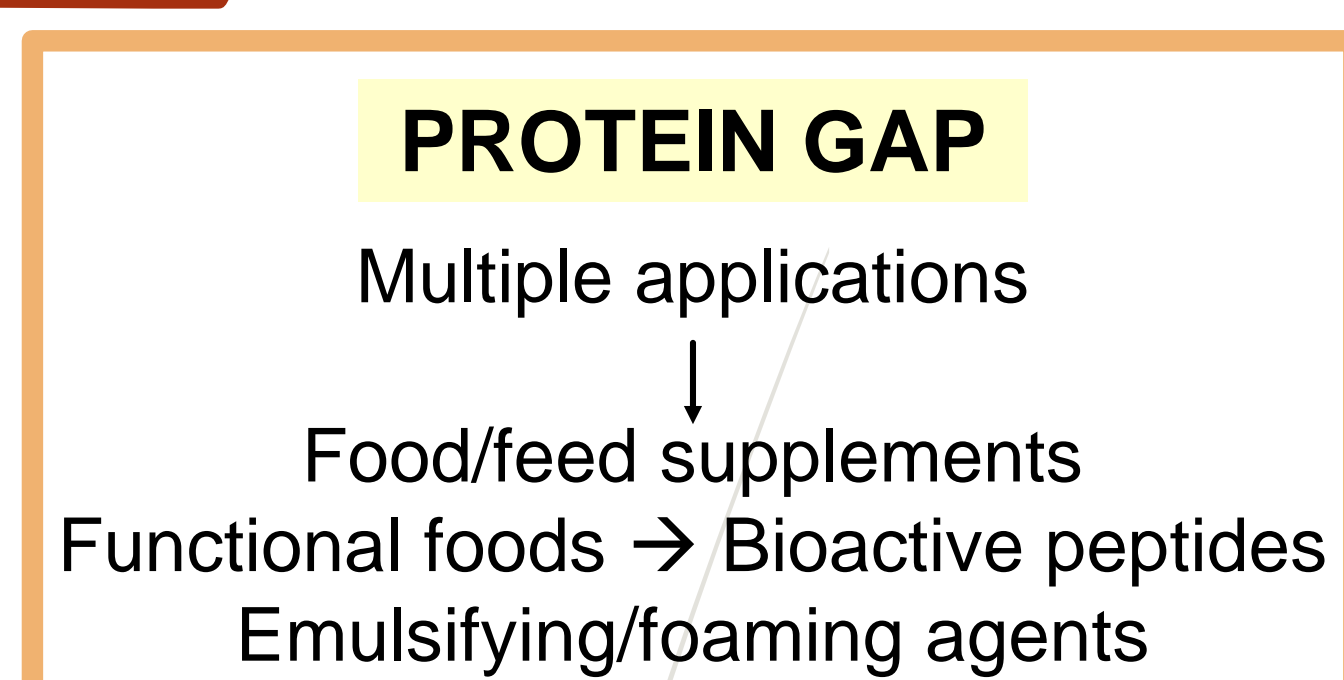 PROTEIN GAP
Multiple applications
Food/feed supplements
Functional foods → Bioactive peptides
Emulsifying/foaming agents